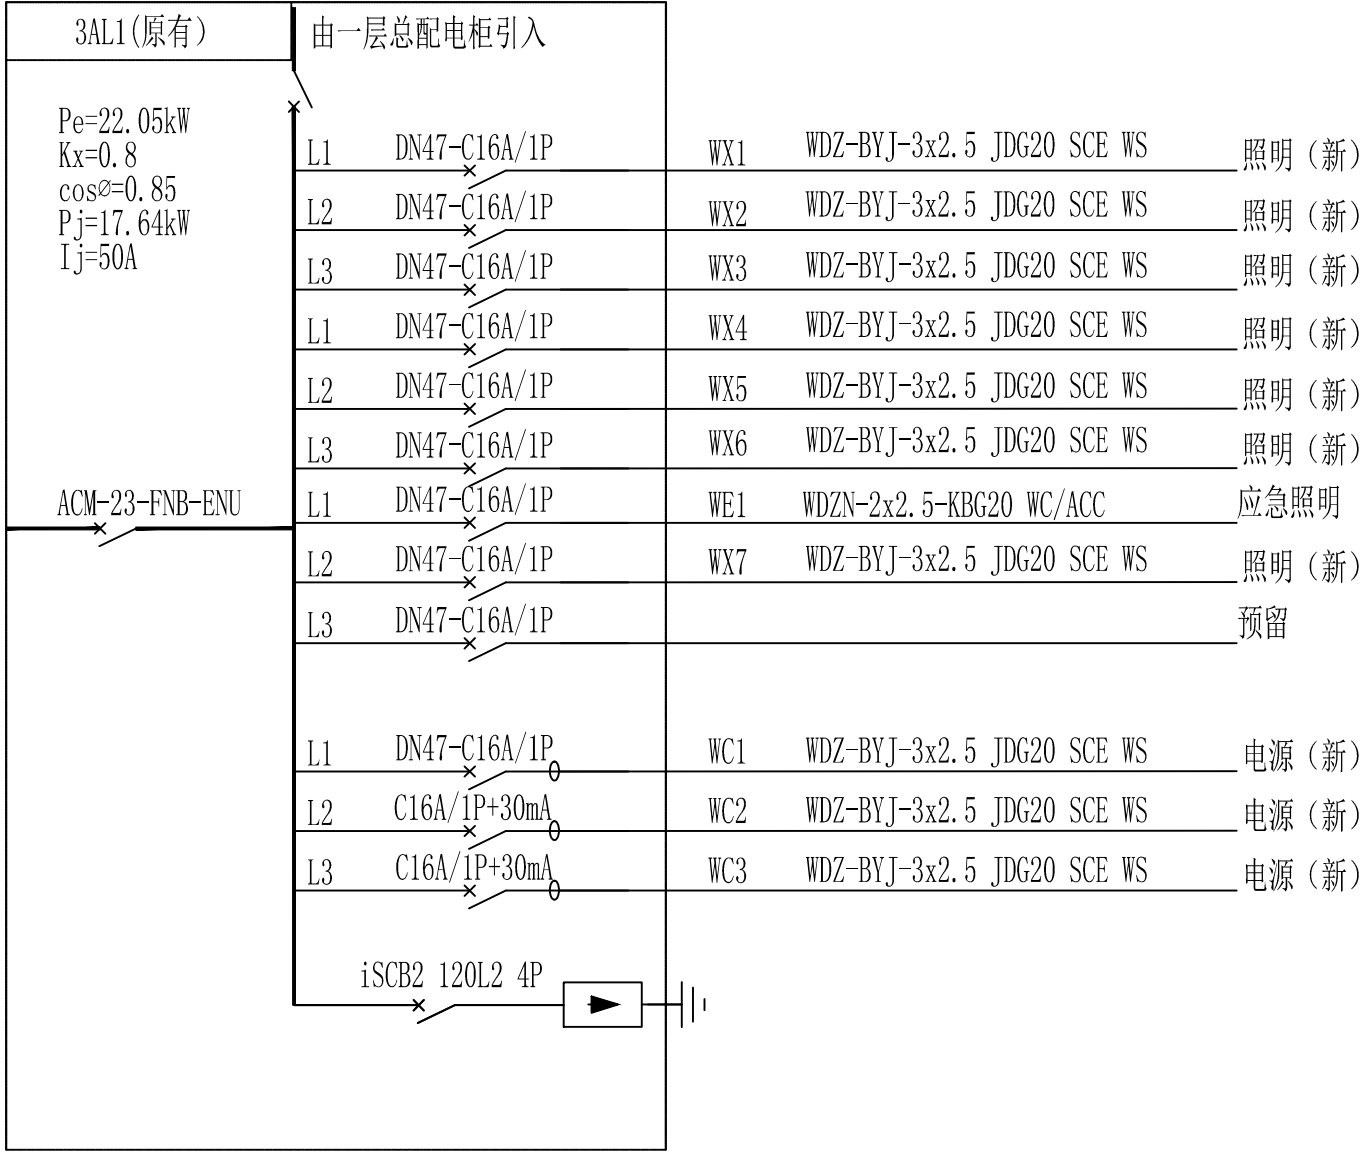 3AL1(原有)
由一层总配电柜引入
Pe=22.05kW
Kx=0.8
cosø=0.85
Pj=17.64kW
Ij=50A
L1 DN47-C16A/1P WX1 WDZ-BYJ-3x2.5 JDG20 SCE WS 照明（新）
L2 DN47-C16A/1P WX2 WDZ-BYJ-3x2.5 JDG20 SCE WS 照明（新）
L3 DN47-C16A/1P WX3 WDZ-BYJ-3x2.5 JDG20 SCE WS 照明（新）
L1 DN47-C16A/1P WX4 WDZ-BYJ-3x2.5 JDG20 SCE WS 照明（新）
L2 DN47-C16A/1P WX5 WDZ-BYJ-3x2.5 JDG20 SCE WS 照明（新）
L3 DN47-C16A/1P WX6 WDZ-BYJ-3x2.5 JDG20 SCE WS 照明（新）
ACM-23-FNB-ENU
L1 DN47-C16A/1P WE1 WDZN-2x2.5-KBG20 WC/ACC 应急照明
L2 DN47-C16A/1P WX7 WDZ-BYJ-3x2.5 JDG20 SCE WS 照明（新）
L3 DN47-C16A/1P 预留
L1 DN47-C16A/1P WC1 WDZ-BYJ-3x2.5 JDG20 SCE WS 电源（新）
L2 C16A/1P+30mA WC2 WDZ-BYJ-3x2.5 JDG20 SCE WS 电源（新）
L3 C16A/1P+30mA WC3 WDZ-BYJ-3x2.5 JDG20 SCE WS 电源（新）
iSCB2 120L2 4P